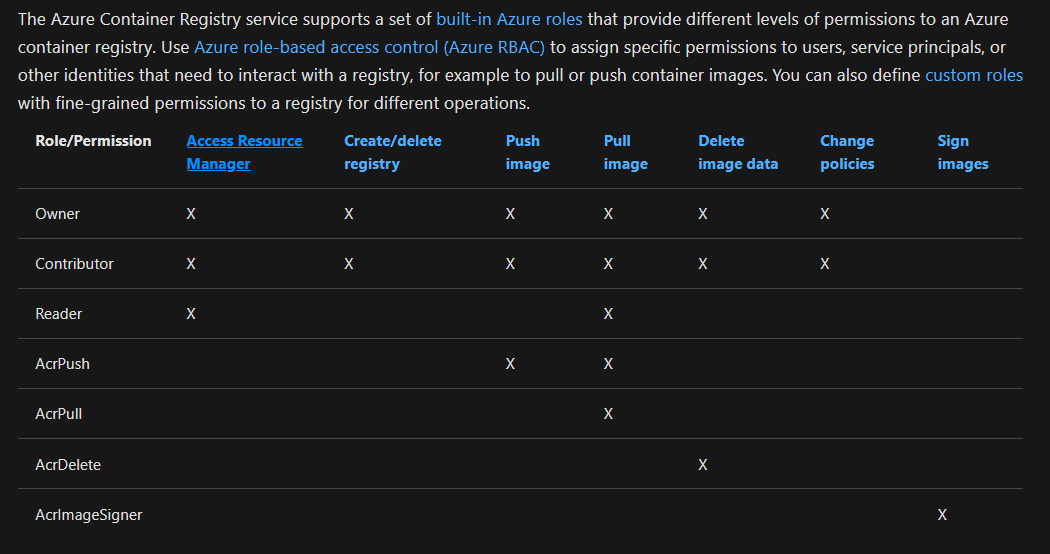 The Azure Container Registry service supports a set of built-in Azure roles that provide different levels of permissions to an Azure
container registry. Use Azure role-based access control (Azure RBAC) to assign specific permissions to users, service principals, or
other identities that need to interact with a registry, for example to pull or push container images. You can also define custom roles
with fine-grained permissions to a registry for different operations.
Role/Permission Access Resource Manager Create/delete registry Push image Pull image Delete image data Change policies Sign images
Owner X X X X X X
Contributor X X X X X X
Reader X X
AcrPush X X
AcrPull X
AcrDelete X
AcrImageSigner X